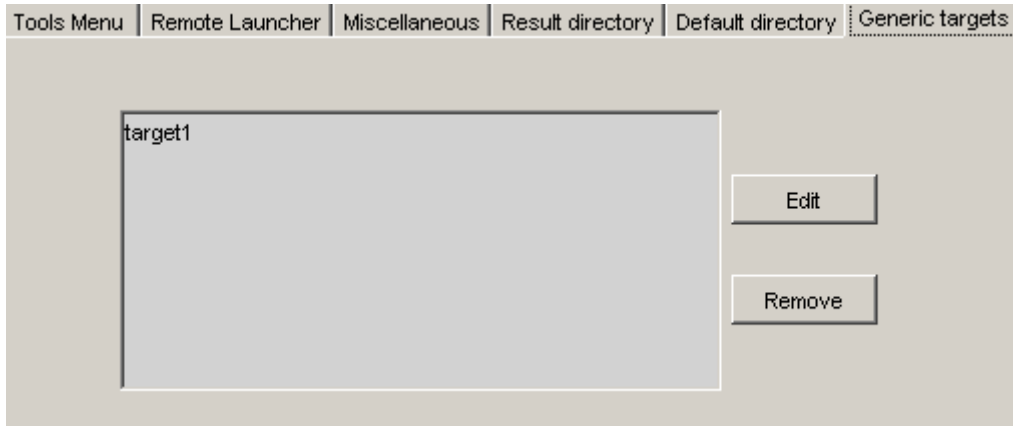 Tools Menu Remote Launcher Miscellaneous Result directory Default directory Generic targets
target1
Edit
Remove